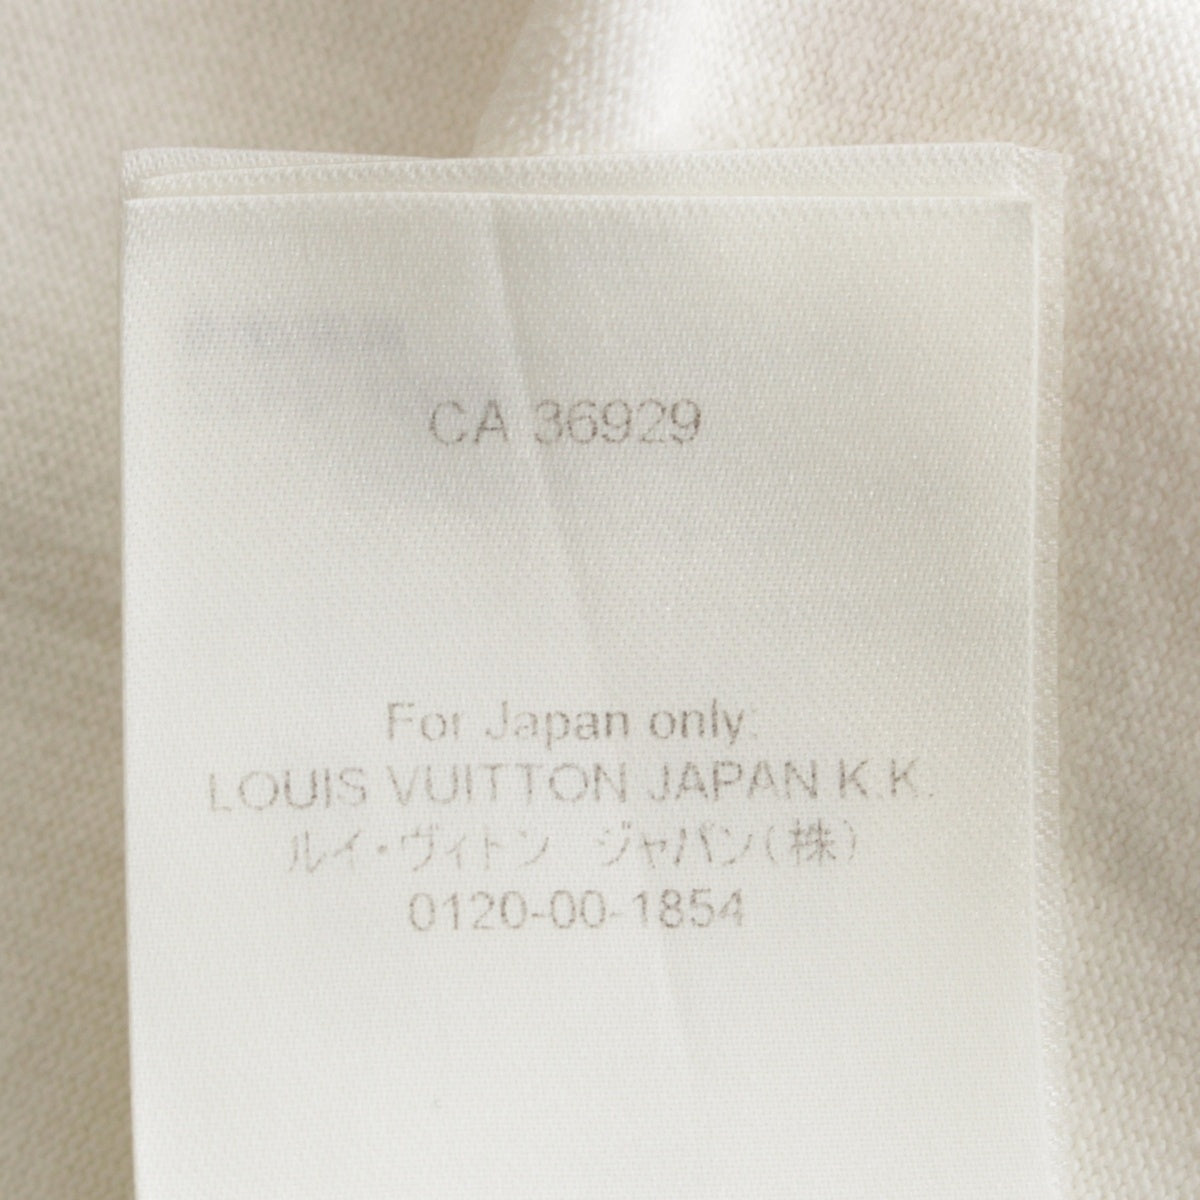 CA 36929
For Japan only:
LOUIS VUITTON JAPAN K.K.
ルイ・ヴィトン　ジャパン(株)
0120-00-1854